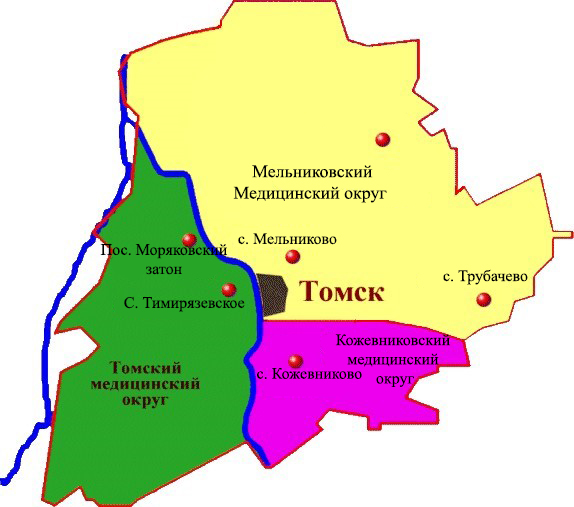 Мельниковский
Медицинский округ
с. Мельниково
Пос. Моряковский
затон
с. Трубачево
Томск
С. Тимирязевское
Кожевниковский
медицинский
округ
с. Кожевниково
Томский
медицинский
округ